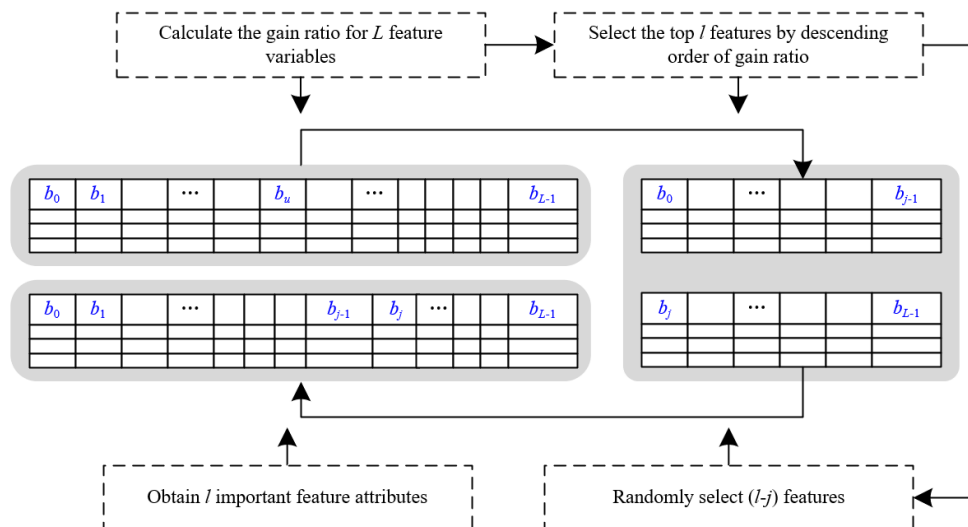 Calculate the gain ratio for L feature
variables
Select the top l features by descending
order of gain ratio
b0 b1 ... bu ... bL-1
b0 ... bj-1
b0 b1 ... bj-1 bj ... bL-1
bj ... bL-1
Obtain l important feature attributes
Randomly select (l-j) features